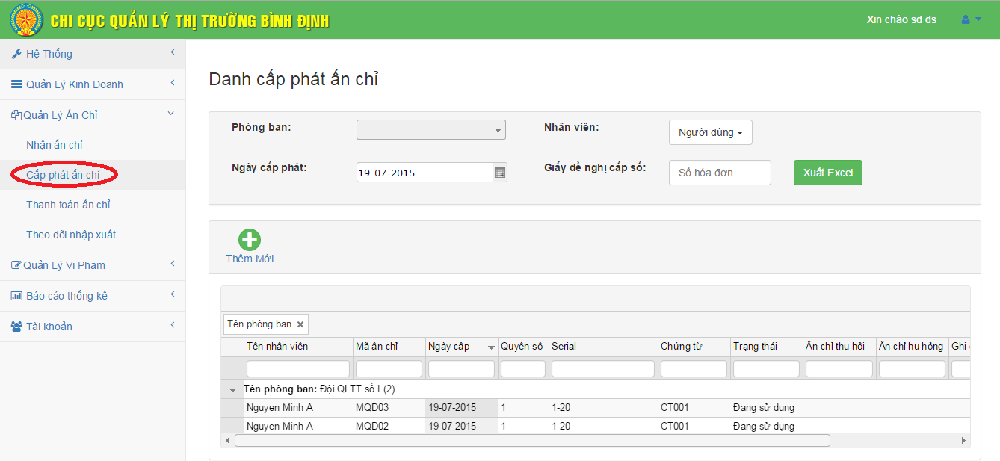 CHI CỤC QUẢN LÝ THỊ TRƯỜNG BÌNH ĐỊNH
Xin chào sd ds
Hệ Thống
Quản Lý Kinh Doanh
Quản Lý Ấn Chỉ
Nhận ấn chỉ
Cấp phát ấn chỉ
Thanh toán ấn chỉ
Theo dõi nhập xuất
Quản Lý Vi Phạm
Báo cáo thống kê
Tài khoản
Danh cấp phát ấn chỉ
Phòng ban:
Nhân viên: Người dùng
Ngày cấp phát: 19-07-2015
Giấy đề nghị cấp số: Số hóa đơn Xuất Excel
Thêm Mới
Tên phòng ban
Tên nhân viên Mã ấn chỉ Ngày cấp Quyển số Serial Chứng từ Trạng thái Ấn chỉ thu hồi Ấn chỉ hu hỏng Ghi
Tên phòng ban: Đội QLTT số I (2)
Nguyen Minh A MQD03 19-07-2015 1 1-20 CT001 Đang sử dụng
Nguyen Minh A MQD02 19-07-2015 1 1-20 CT001 Đang sử dụng